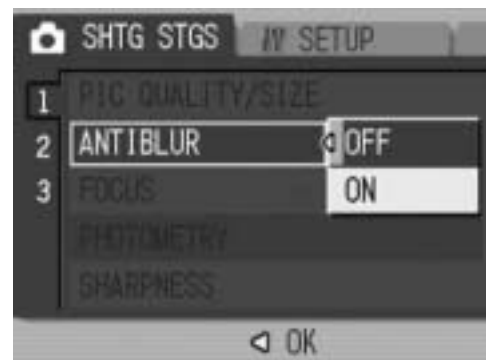 SHTG STGS SETUP
1 PIC QUALITY/SIZE
2 ANTIBLUR OFF
3 FOCUS ON
PHOTOMETRY
SHARPNESS
OK